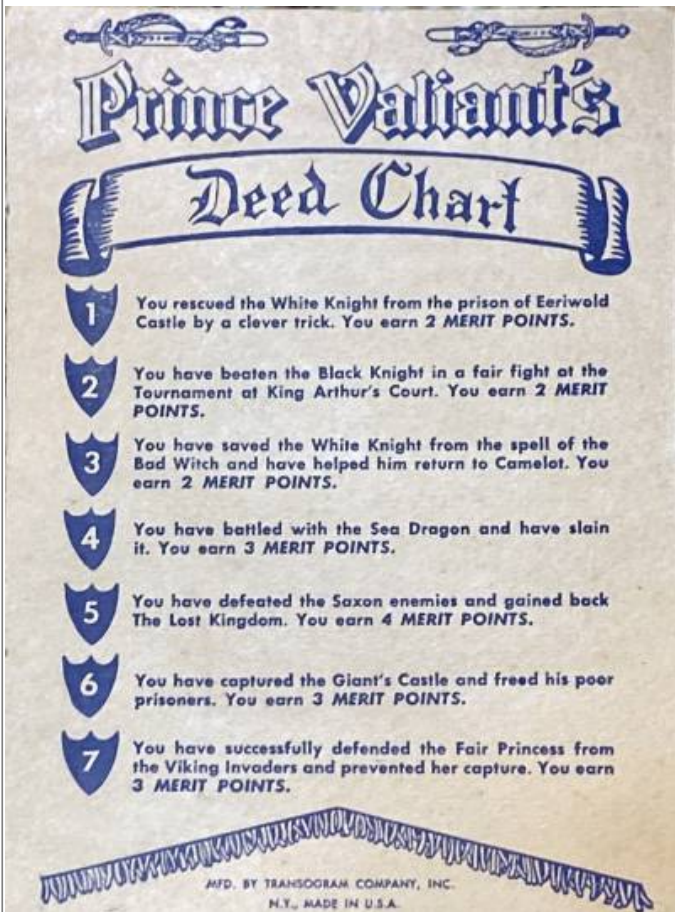 Prince Valiant's
Deed Chart
1 You rescued the White Knight from the prison of Eeriwold
Castle by a clever trick. You earn 2 MERIT POINTS.
2 You have beaten the Black Knight in a fair fight at the
Tournament at King Arthur's Court. You earn 2 MERIT
POINTS.
3 You have saved the White Knight from the spell of the
Bad Witch and have helped him return to Camelot. You
earn 2 MERIT POINTS.
4 You have battled with the Sea Dragon and have slain
it. You earn 3 MERIT POINTS.
5 You have defeated the Saxon enemies and gained back
The Lost Kingdom. You earn 4 MERIT POINTS.
6 You have captured the Giant's Castle and freed his poor
prisoners. You earn 3 MERIT POINTS.
7 You have successfully defended the Fair Princess from
the Viking Invaders and prevented her capture. You earn
3 MERIT POINTS.
MFD. BY TRANSOGRAM COMPANY, INC.
N.Y., MADE IN U.S.A.